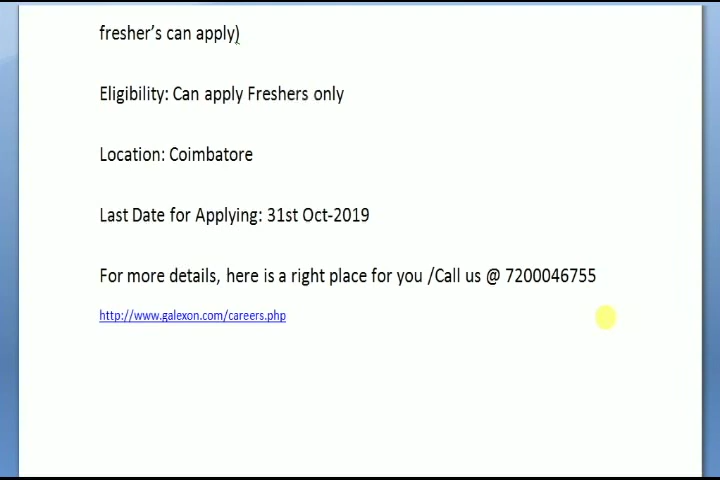 fresher’s can apply)
Eligibility: Can apply Freshers only
Location: Coimbatore
Last Date for Applying: 31st Oct-2019
For more details, here is a right place for you /Call us @ 7200046755
http://www.galexon.com/careers.php